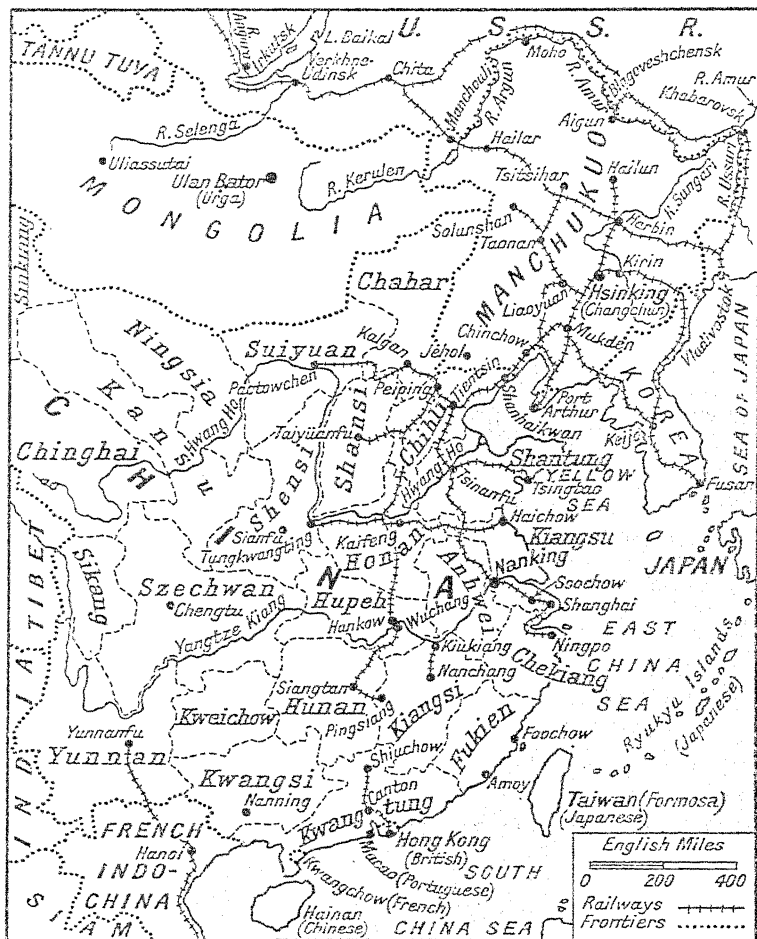 U. S. S. R.
TANNU TUVA
R. Angara
Irkutsk
L. Baikal
Verkhne-
Udinsk
Chita
Moho
Manchouli
R. Argun
R. Amur
Blagoveshchensk
R. Amur
Khabarovsk
Aigun
R. Selenga
Uliassutai
Ulan Bator
(Urga)
R. Kerulen
Hailar
Tsitsihar
Hailun
R. Sungari
R. Ussuri
MONGOLIA
Solunshan
Taonan
Harbin
MANCHUKUO
Kirin
Hsinking
(Changchun)
Vladivostok
Sinkiang
Chahar
Liaoyuan
Chinchow
Mukden
Ningsia
Suiyuan
Kalgan
Jehol
Paotowchen
Peiping
Tientsin
Shanhaikwan
Port
Arthur
KOREA
Keijo
Fusan
SEA OF JAPAN
CHINA
Kansu
Chinghai
Hwang Ho
Taiyuanfu
Shansi
Chihli
Hwang Ho
Shensi
Tsinanfu
Shantung
Tsingtao
YELLOW
SEA
Sianfu
Tungkwangting
Kaifeng
Honan
Haichow
Kiangsu
Anhwei
Nanking
JAPAN
INDIA
TIBET
Sikang
Szechwan
Chengtu
Yangtze Kiang
Hupeh
Hankow
Wuchang
Soochow
Shanghai
Ningpo
EAST
CHINA
SEA
Kiukiang
Nanchang
Chekiang
Siangtan
Hunan
Pingsiang
Kiangsi
Kweichow
Fukien
Foochow
Ryukyu Islands
(Japanese)
Yunnanfu
Yunnan
Shiuchow
Kwangsi
Nanning
Canton
Kwangtung
Amoy
Taiwan (Formosa)
(Japanese)
FRENCH
INDO-
CHINA
Hanoi
Hong Kong
(British)
Macao (Portuguese)
Kwangchow (French)
SOUTH
CHINA SEA
Hainan
(Chinese)
SIAM
English Miles
0 200 400
Railways
Frontiers